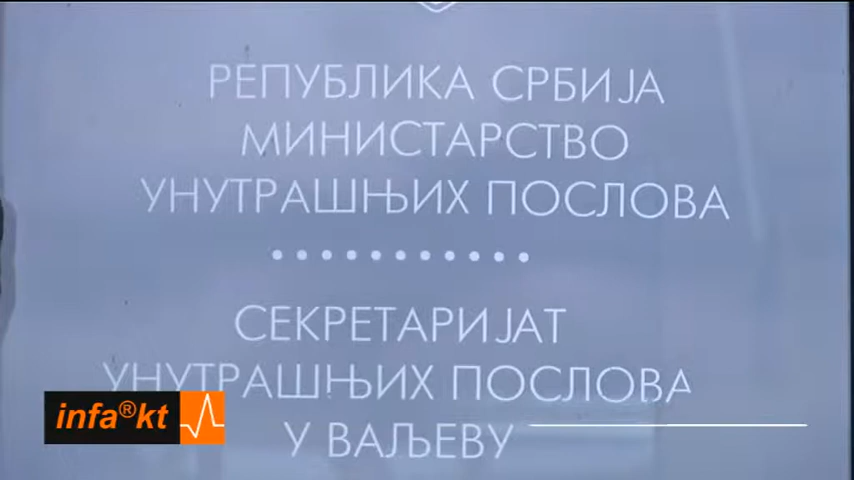 РЕПУБЛИКА СРБИЈА
МИНИСТАРСТВО
УНУТРАШЊИХ ПОСЛОВА
СЕКРЕТАРИЈАТ
УНУТРАШЊИХ ПОСЛОВА
У ВАЉЕВУ
infa®kt